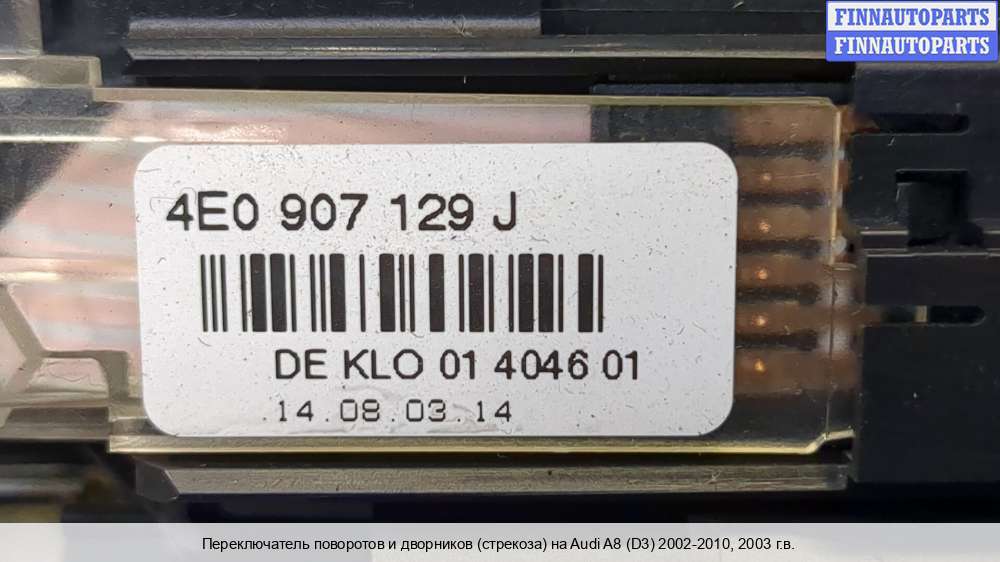 FINNAUTOPARTS
FINNAUTOPARTS
4E0 907 129 J
DE KLO 01 4046 01
.14.08.03.14
Переключатель поворотов и дворников (стрекоза) на Audi A8 (D3) 2002-2010, 2003 г.в.